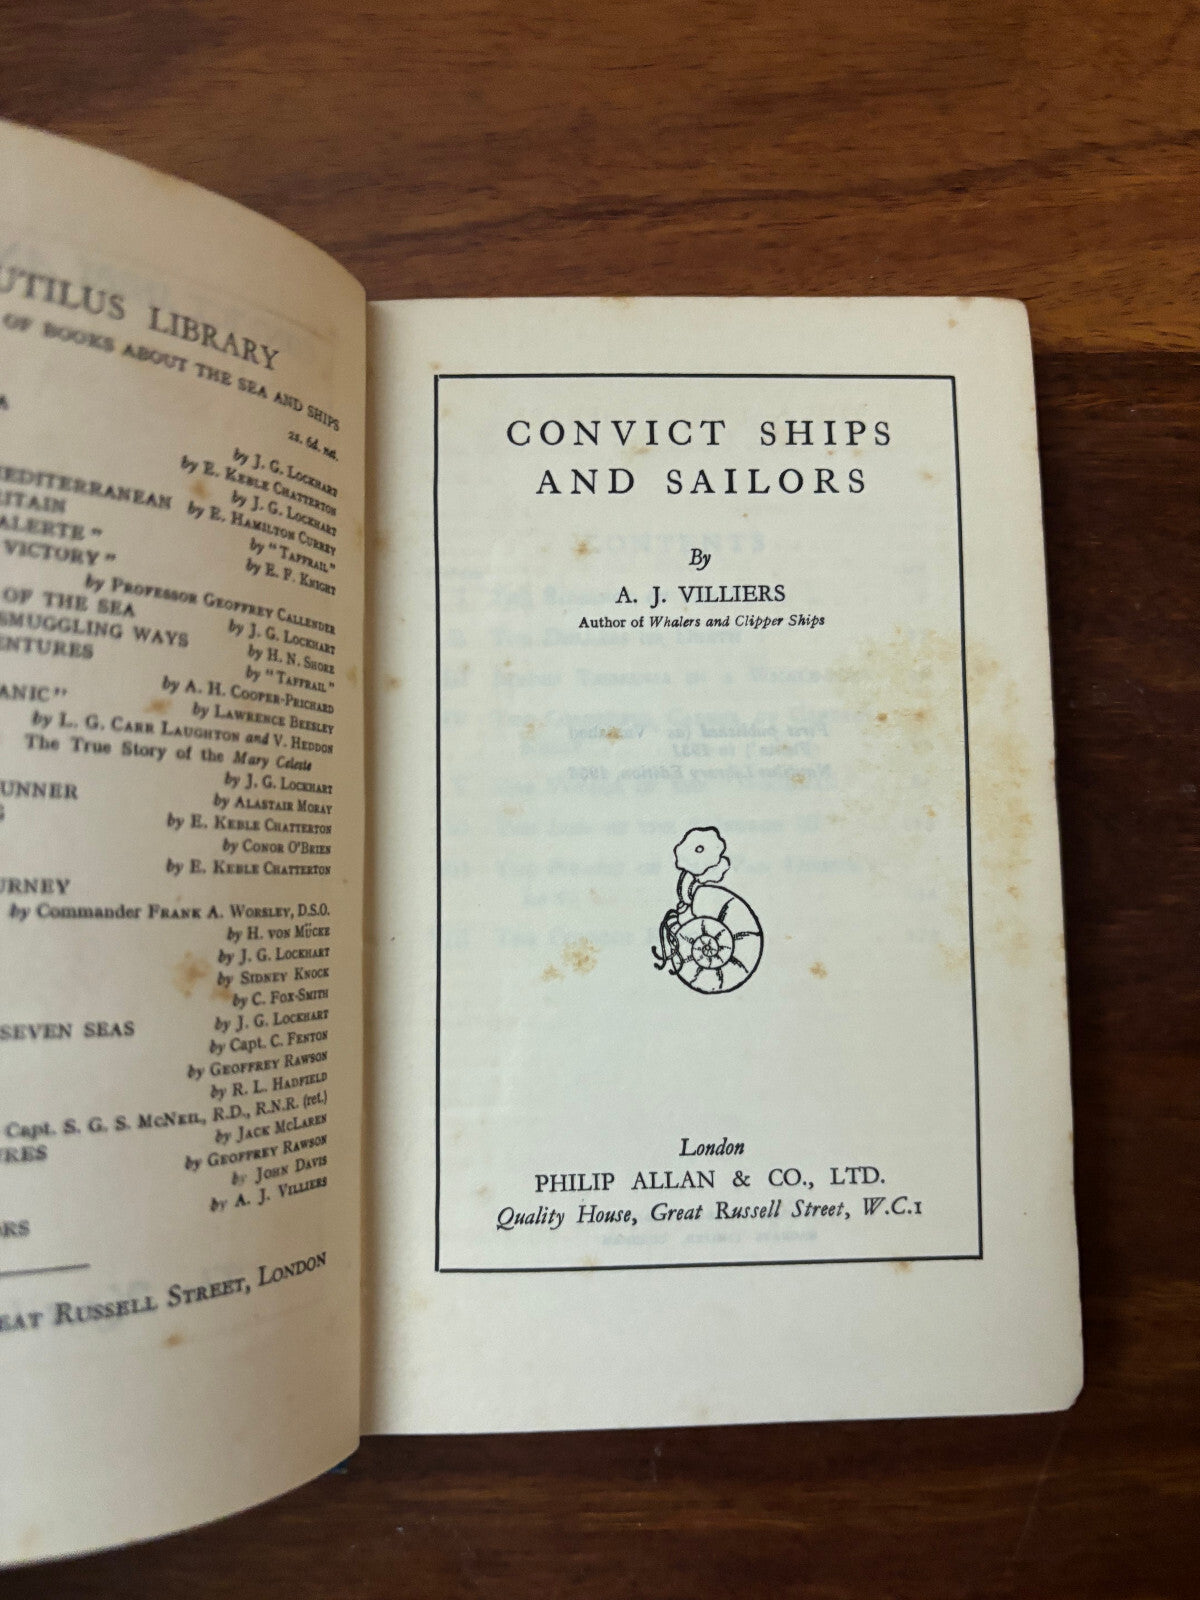 UTILUS LIBRARY
OF BOOKS ABOUT THE SEA AND SHIPS
2s. 6d. net.
by J. G. LOCKHART
by E. KEBLE CHATTERTON
by J. G. LOCKHART
MEDITERRANEAN by E. HAMILTON CURREY
ITAIN by "TAFFRAIL"
ALERTE" by E. F. KNIGHT
VICTORY"
by PROFESSOR GEOFFREY CALLENDER
OF THE SEA by J. G. LOCKHART
SMUGGLING WAYS by H. N. SHORE
ENTURES by "TAFFRAIL"
by A. H. COOPER-PRICHARD
ANIC" by LAWRENCE BEESLEY
by L. G. CARR LAUGHTON and V. HEDDON
The True Story of the Mary Celeste
by J. G. LOCKHART
UNNER by ALASTAIR MORAY
G by E. KEBLE CHATTERTON
by CONOR O'BRIEN
by E. KEBLE CHATTERTON
URNEY
by Commander FRANK A. WORSLEY, D.S.O.
by H. VON MÜCKE
by J. G. LOCKHART
by SIDNEY KNOCK
by C. FOX-SMITH
SEVEN SEAS by J. G. LOCKHART
by Capt. C. FENTON
by GEOFFREY RAWSON
by R. L. HADFIELD
Capt. S. G. S. MCNEIL, R.D., R.N.R. (ret.)
URES by JACK MCLAREN
by GEOFFREY RAWSON
by JOHN DAVIS
ORS by A. J. VILLIERS
EAT RUSSELL STREET, LONDON
CONVICT SHIPS
AND SAILORS
By
A. J. VILLIERS
Author of Whalers and Clipper Ships
London
PHILIP ALLAN & CO., LTD.
Quality House, Great Russell Street, W.C.1